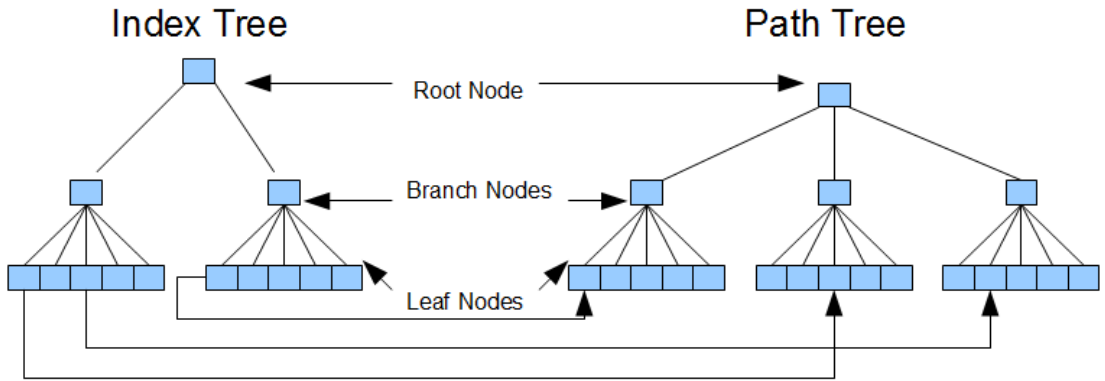 Index Tree
Path Tree
Root Node
Branch Nodes
Leaf Nodes